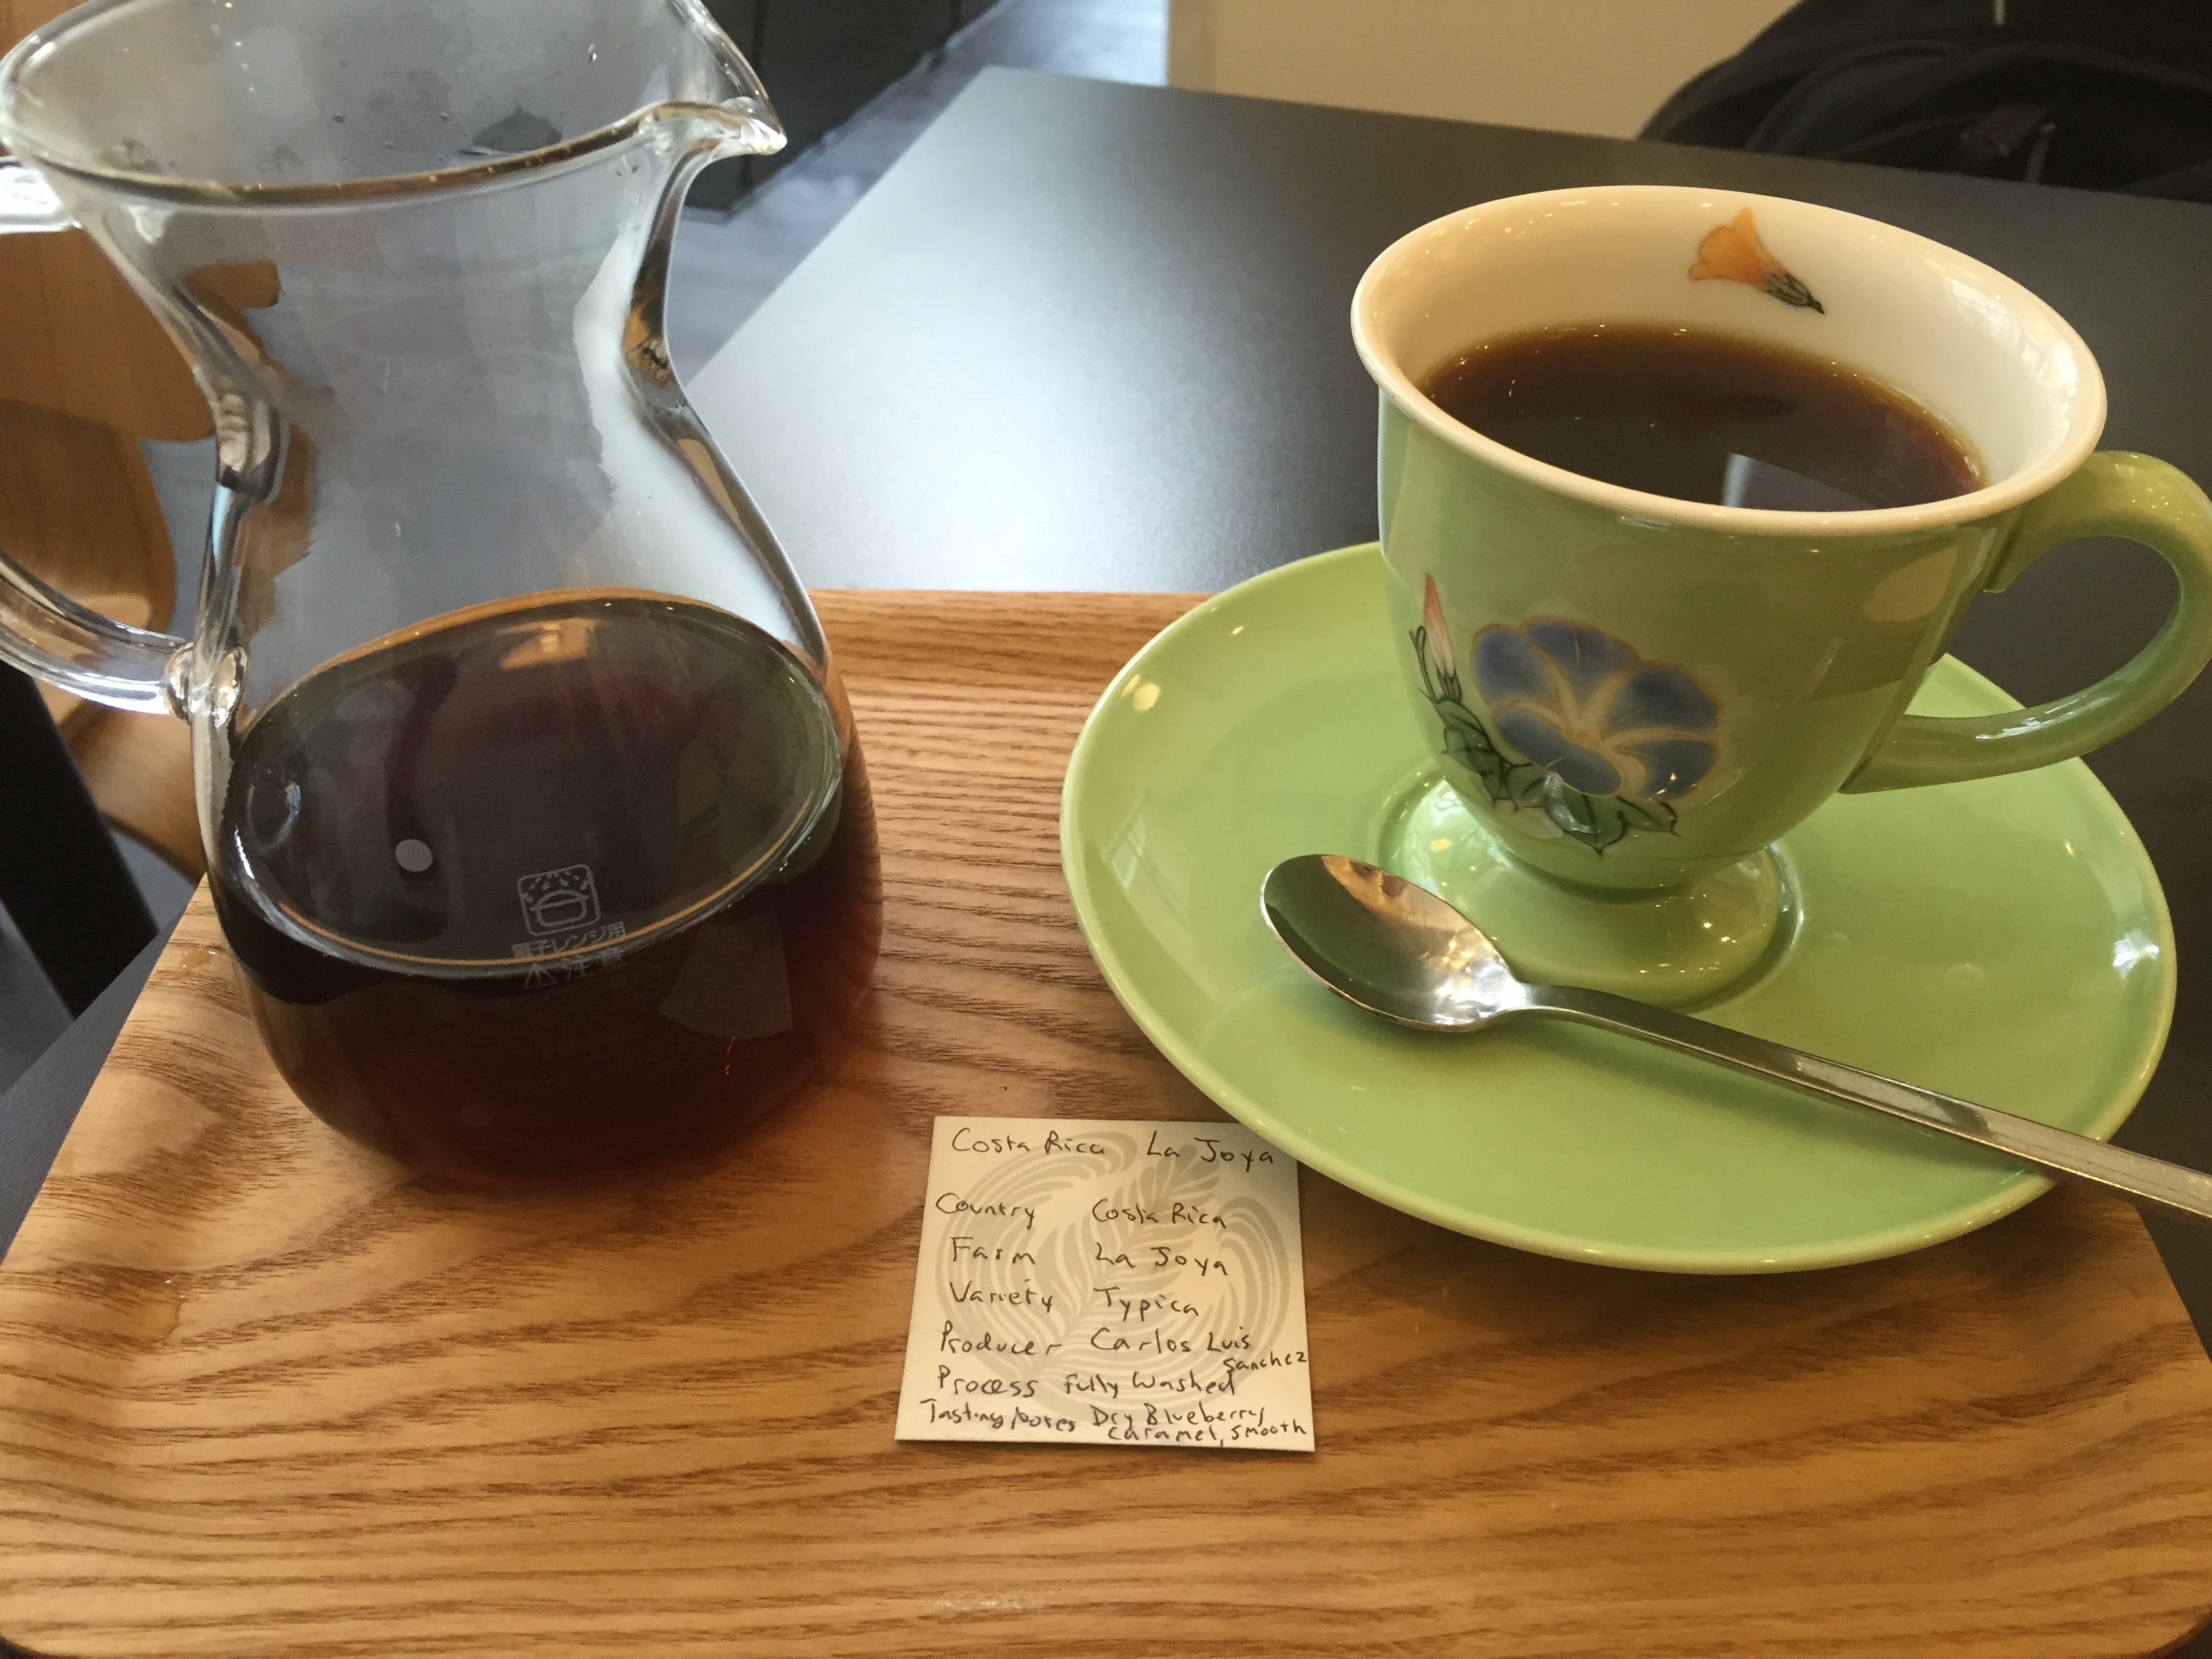 電子レンジ用
注意
Costa Rica La Joya
Country Costa Rica
Farm La Joya
Variety Typica
Producer Carlos Luis
Sanchez
Process Fully Washed
Tasting Notes Dry Blueberry
Caramel, Smooth